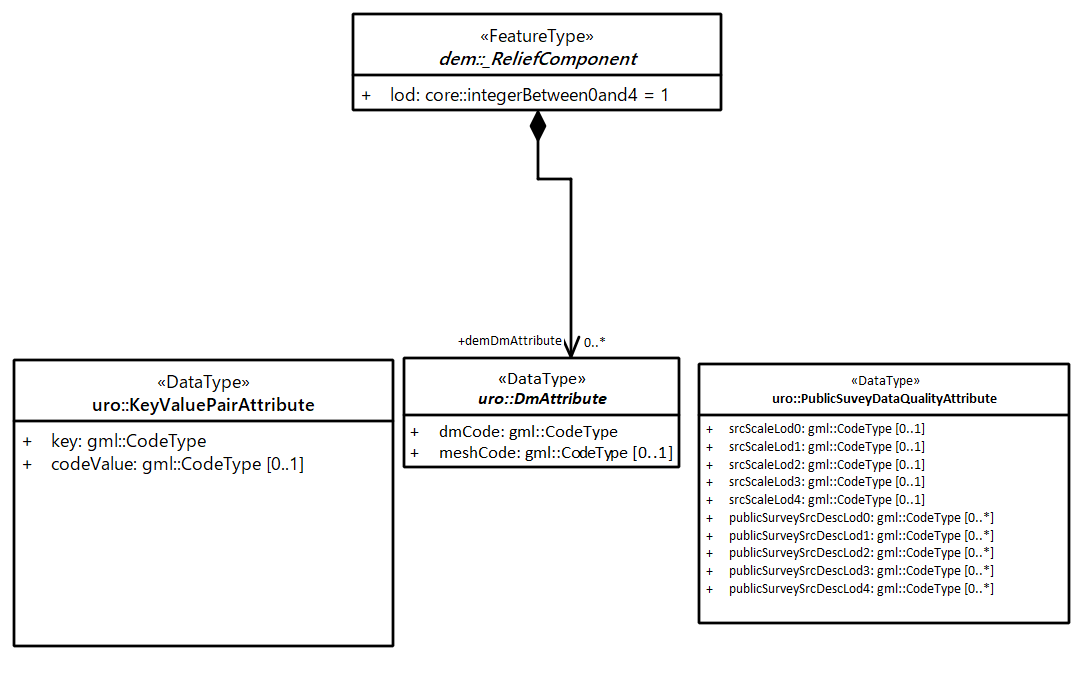 «FeatureType»
dem::_ReliefComponent
+ lod: core::integerBetween0and4 = 1
+demDmAttribute 0..*
«DataType»
uro::KeyValuePairAttribute
+ key: gml::CodeType
+ codeValue: gml::CodeType [0..1]
«DataType»
uro::DmAttribute
+ dmCode: gml::CodeType
+ meshCode: gml::CodeType [0..1]
«DataType»
uro::PublicSuveyDataQualityAttribute
+ srcScaleLod0: gml::CodeType [0..1]
+ srcScaleLod1: gml::CodeType [0..1]
+ srcScaleLod2: gml::CodeType [0..1]
+ srcScaleLod3: gml::CodeType [0..1]
+ srcScaleLod4: gml::CodeType [0..1]
+ publicSurveySrcDescLod0: gml::CodeType [0..*]
+ publicSurveySrcDescLod1: gml::CodeType [0..*]
+ publicSurveySrcDescLod2: gml::CodeType [0..*]
+ publicSurveySrcDescLod3: gml::CodeType [0..*]
+ publicSurveySrcDescLod4: gml::CodeType [0..*]